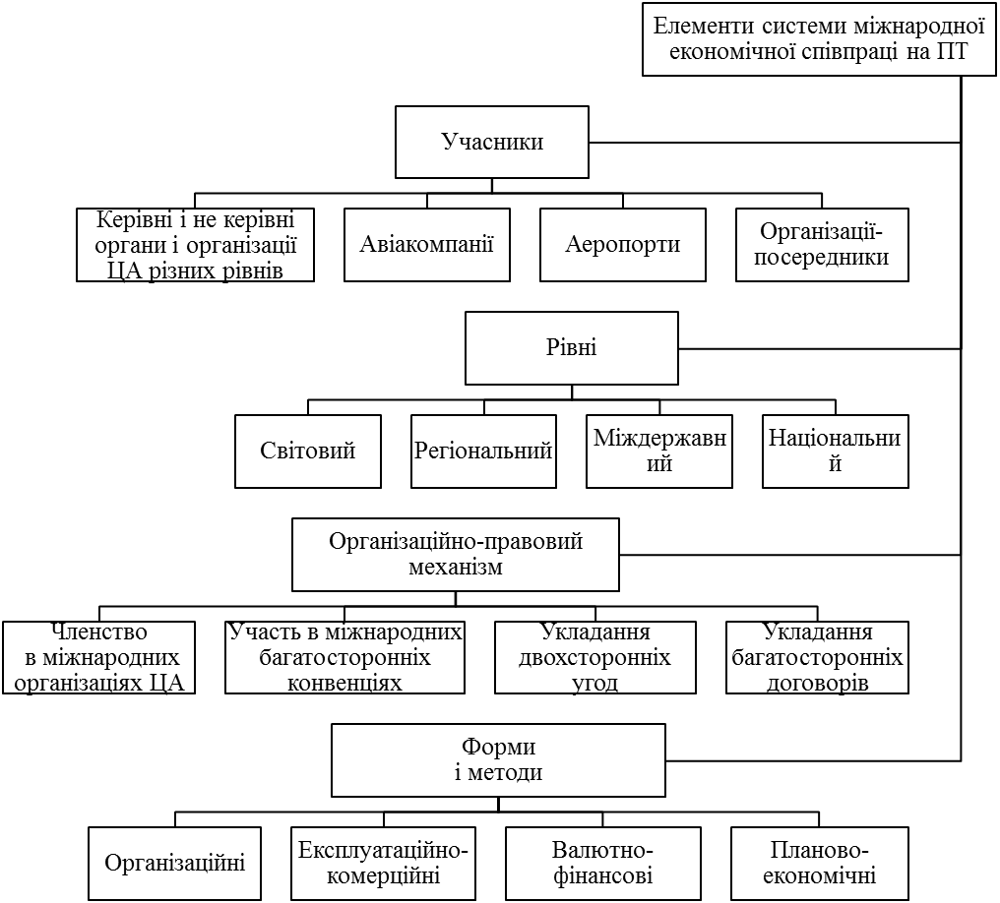 Елементи системи міжнародної
економічної співпраці на ПТ
Учасники
Керівні і не керівні
органи і організації
ЦА різних рівнів
Авіакомпанії
Аеропорти
Організації-
посередники
Рівні
Світовий
Регіональний
Міждержавн
ий
Національни
й
Організаційно-правовий
механізм
Членство
в міжнародних
організаціях ЦА
Участь в міжнародних
багатосторонніх
конвенціях
Укладання
двохсторонніх
угод
Укладання
багатосторонніх
договорів
Форми
і методи
Організаційні
Експлуатаційно-
комерційні
Валютно-
фінансові
Планово-
економічні